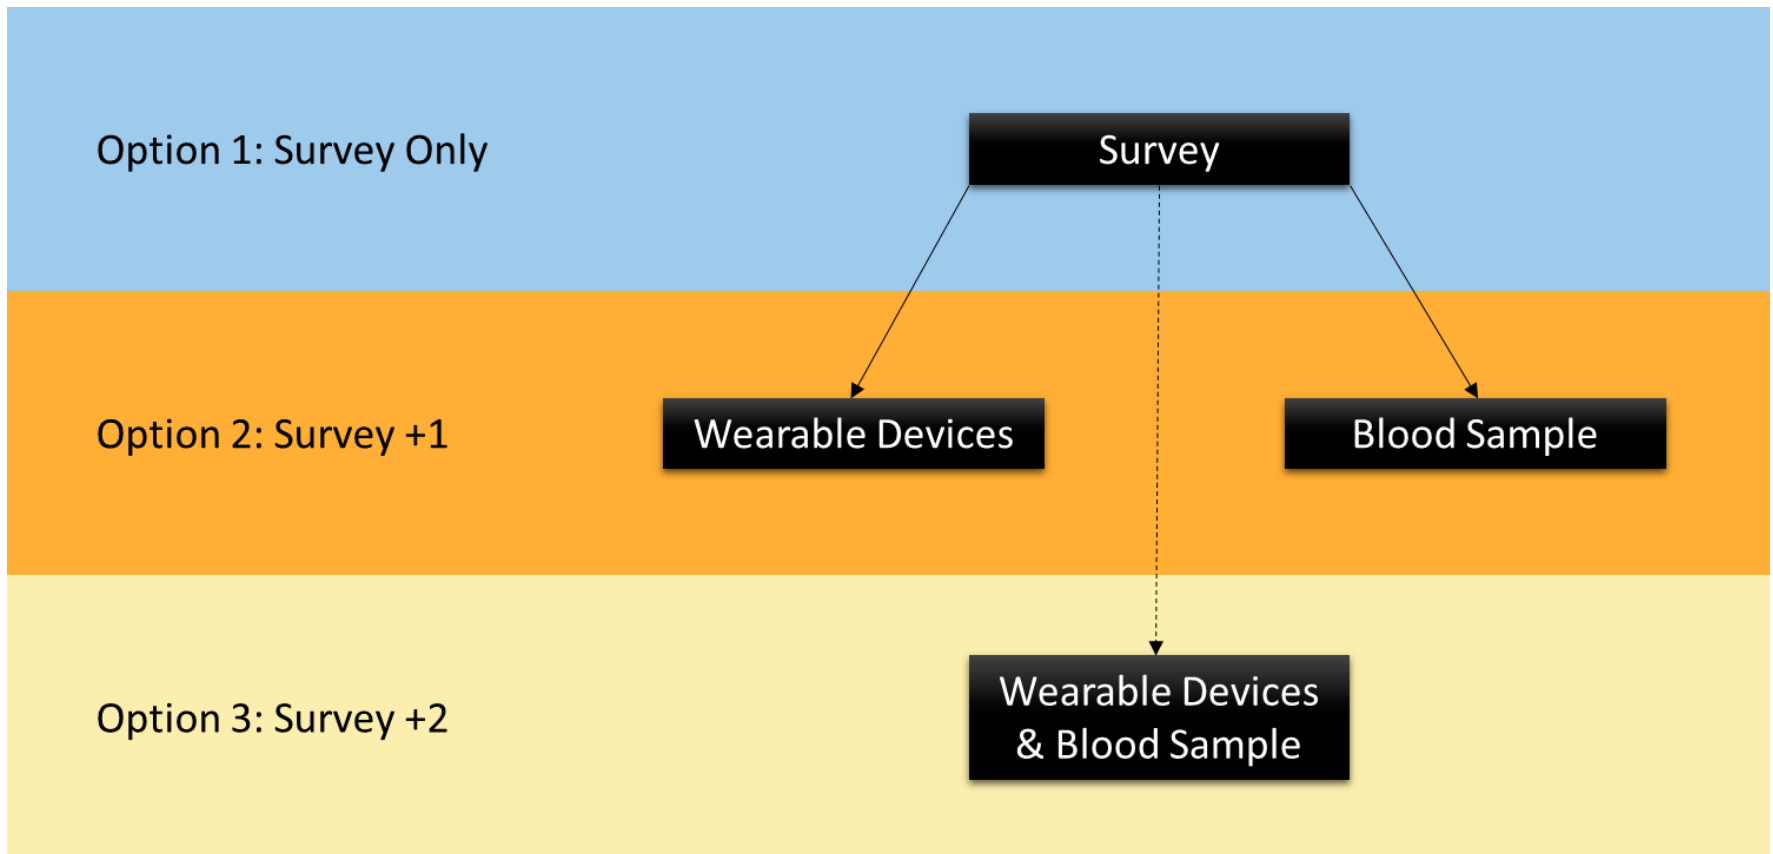 Option 1: Survey Only
Survey
Option 2: Survey +1
Wearable Devices
Blood Sample
Option 3: Survey +2
Wearable Devices
& Blood Sample